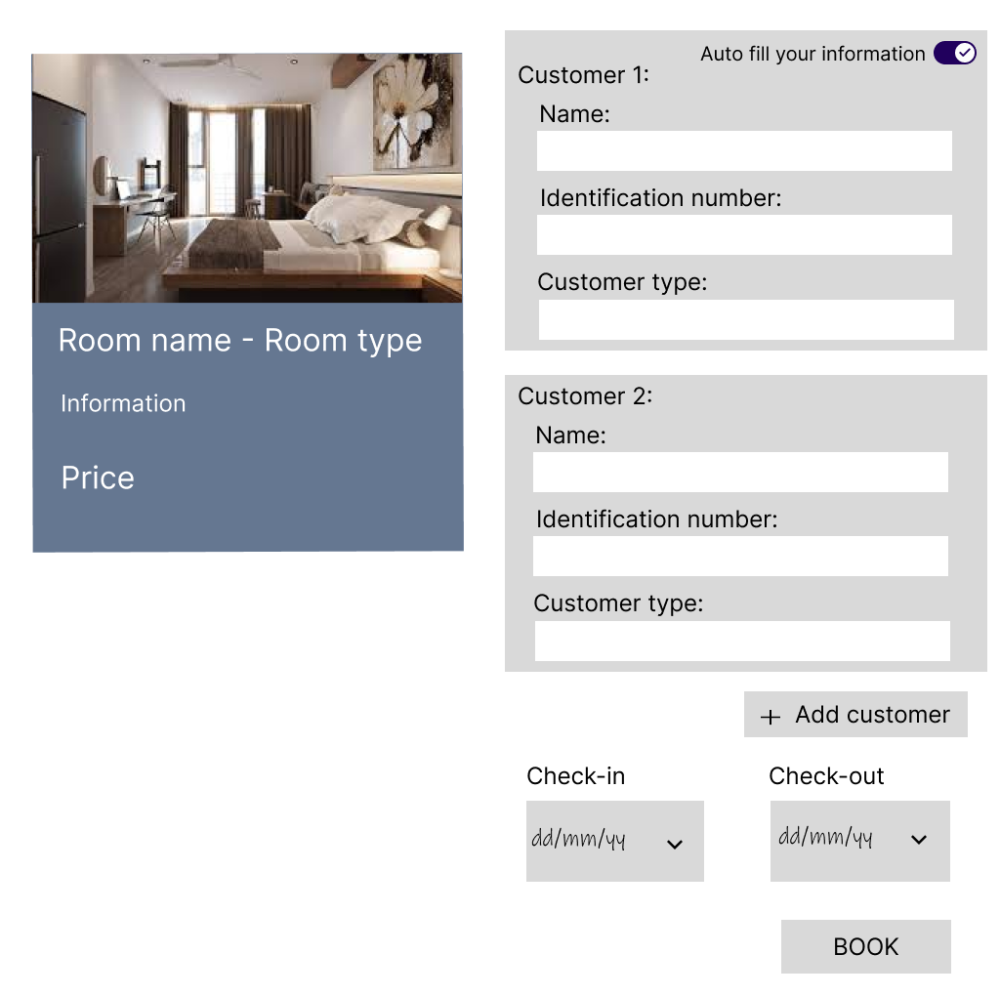 Room name - Room type
Information
Price
Auto fill your information
Customer 1:
Name:
Identification number:
Customer type:
Customer 2:
Name:
Identification number:
Customer type:
+ Add customer
Check-in
Check-out
dd/mm/yy
dd/mm/yy
BOOK